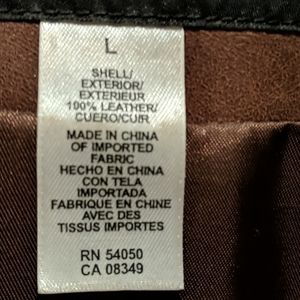 L
SHELL/
EXTERIOR/
EXTERIEUR
100% LEATHER/
CUERO/CUIR
MADE IN CHINA
OF IMPORTED
FABRIC
HECHO EN CHINA
CON TELA
IMPORTADA
FABRIQUE EN CHINE
AVEC DES
TISSUS IMPORTES
RN 54050
CA 08349